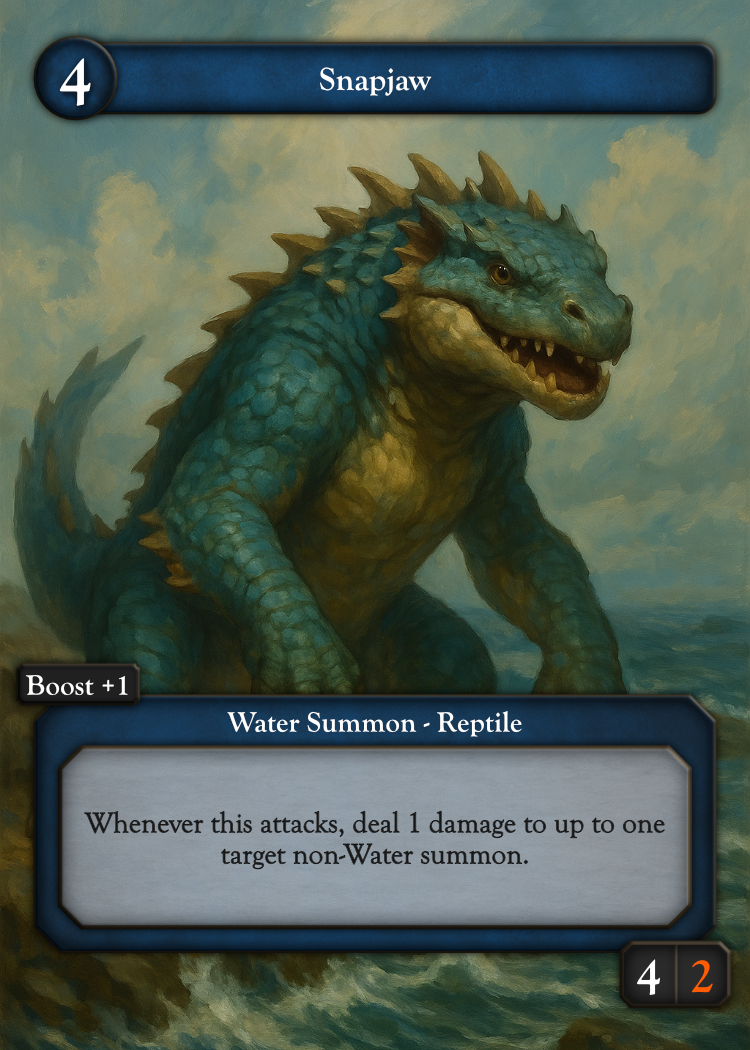 4
Snapjaw
Boost +1
Water Summon - Reptile
Whenever this attacks, deal 1 damage to up to one
target non-Water summon.
4 2